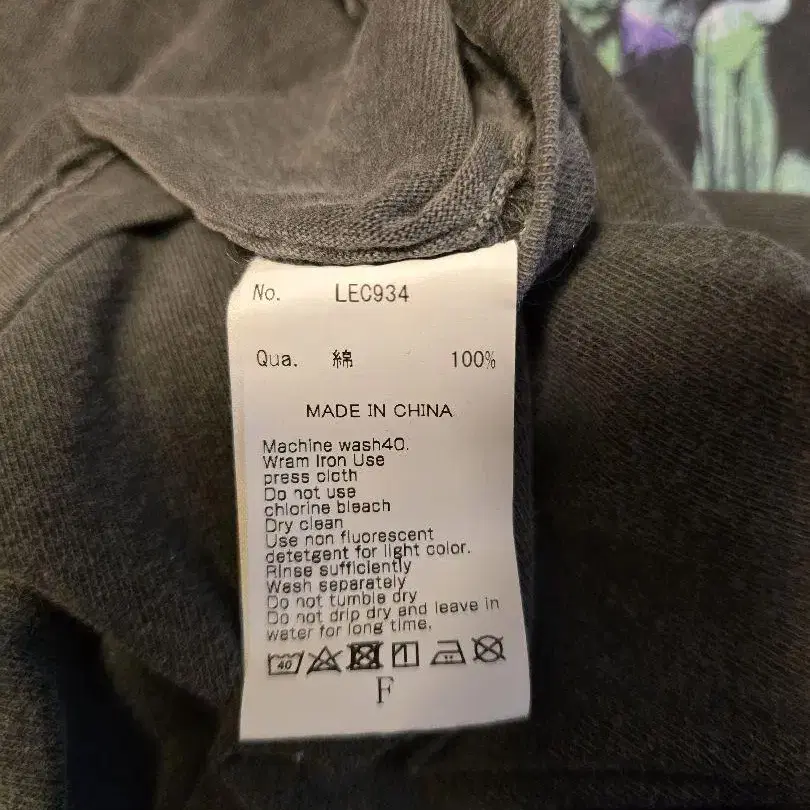 No. LEC934
Qua. 綿 100%
MADE IN CHINA
Machine wash40.
Wram Iron Use
press cloth
Do not use
chlorine bleach
Dry clean
Use non fluorescent
detetgent for light color.
Rinse sufficiently
Wash separately
Do not tumble dry
Do not drip dry and leave in
water for long time.
40
F